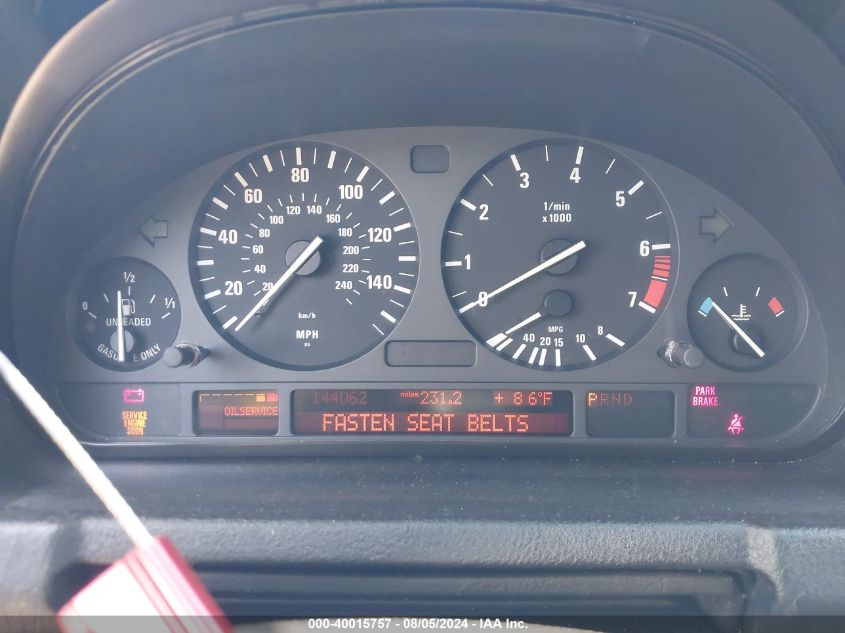 0 1/2 1/1
UNLEADED
GASOLINE ONLY
20 40 60 80 100 120 140
20 40 60 80 100 120 140 160 180 200 220 240
km/h
MPH
0 1 2 3 4 5 6 7
1/min
x 1000
MPG
40 20 15 10 8
SERVICE
ENGINE
SOON
OILSERVICE
144062 miles 231.2 + 86°F
FASTEN SEAT BELTS
PRND
PARK
BRAKE
000-40015757 - 08/05/2024 - IAA Inc.